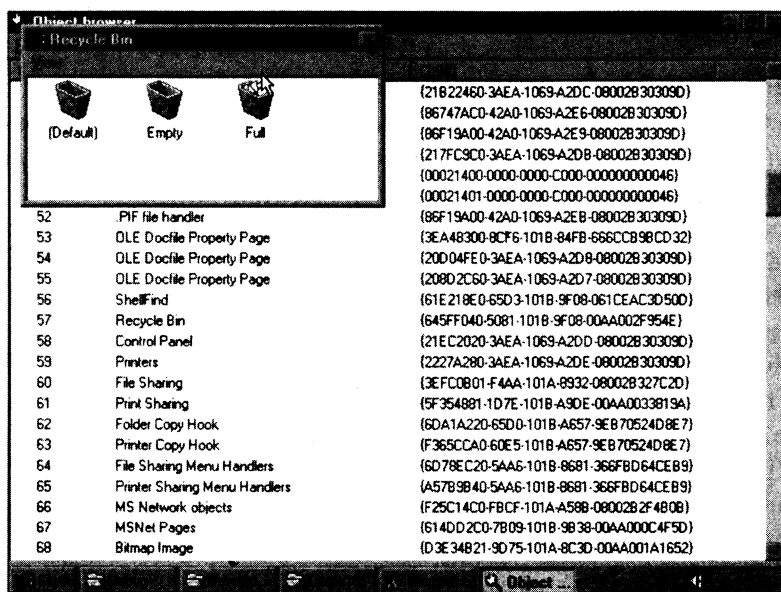 Object browser
Recycle Bin
(Default) Empty Full
{21B22460-3AEA-1069-A2DC-08002B30309D}
{86747AC0-42A0-1069-A2E6-08002B30309D}
{86F19A00-42A0-1069-A2E9-08002B30309D}
{217FC9C0-3AEA-1069-A2DB-08002B30309D}
{00021400-0000-0000-C000-000000000046}
{00021401-0000-0000-C000-000000000046}
52 .PIF file handler {86F19A00-42A0-1069-A2EB-08002B30309D}
53 OLE Docfile Property Page {3EA48300-8CF6-101B-84FB-666CCB9BCD32}
54 OLE Docfile Property Page {20D04FE0-3AEA-1069-A2D8-08002B30309D}
55 OLE Docfile Property Page {208D2C60-3AEA-1069-A2D7-08002B30309D}
56 ShellFind {61E218E0-65D3-101B-9F08-061CEAC3D50D}
57 Recycle Bin {645FF040-5081-101B-9F08-00AA002F954E}
58 Control Panel {21EC2020-3AEA-1069-A2DD-08002B30309D}
59 Printers {2227A280-3AEA-1069-A2DE-08002B30309D}
60 File Sharing {3EFC0B01-F4AA-101A-8932-08002B327C2D}
61 Print Sharing {5F354881-1D7E-101B-A9DE-00AA0033819A}
62 Folder Copy Hook {6DA1A220-65D0-101B-A657-9EB70524D8E7}
63 Printer Copy Hook {F365CCA0-60E5-101B-A657-9EB70524D8E7}
64 File Sharing Menu Handlers {6D78EC20-5AA6-101B-8681-366FBD64CEB9}
65 Printer Sharing Menu Handlers {A57B9B40-5AA6-101B-8681-366FBD64CEB9}
66 MS Network objects {F25C14C0-FBCF-101A-A58B-08002B2F4B0B}
67 MSNet Pages {614DD2C0-7B09-101B-9B38-00AA000C4F5D}
68 Bitmap Image {D3E34B21-9D75-101A-8C3D-00AA001A1652}
Object ...